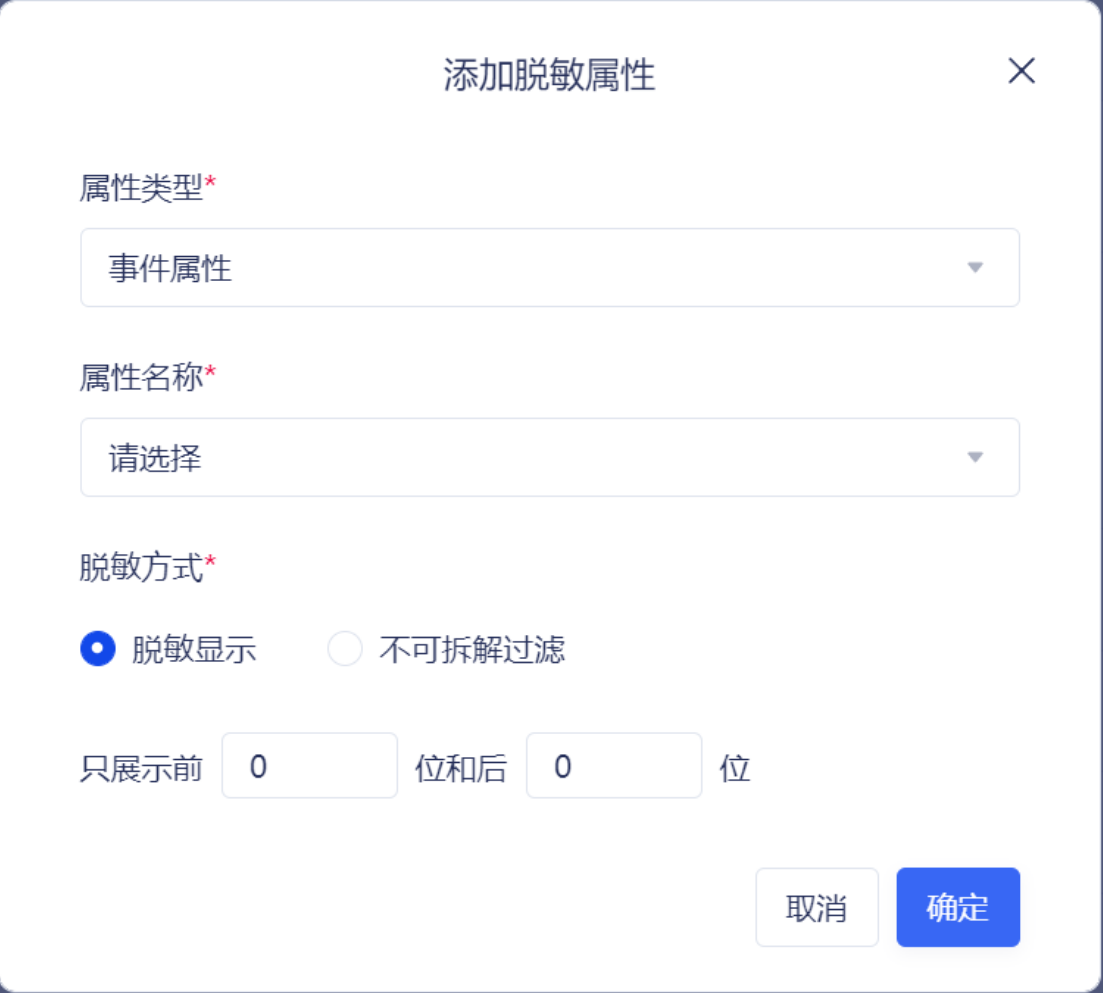 添加脱敏属性
属性类型*
事件属性
属性名称*
请选择
脱敏方式*
脱敏显示 不可拆解过滤
只展示前 0 位和后 0 位
取消 确定